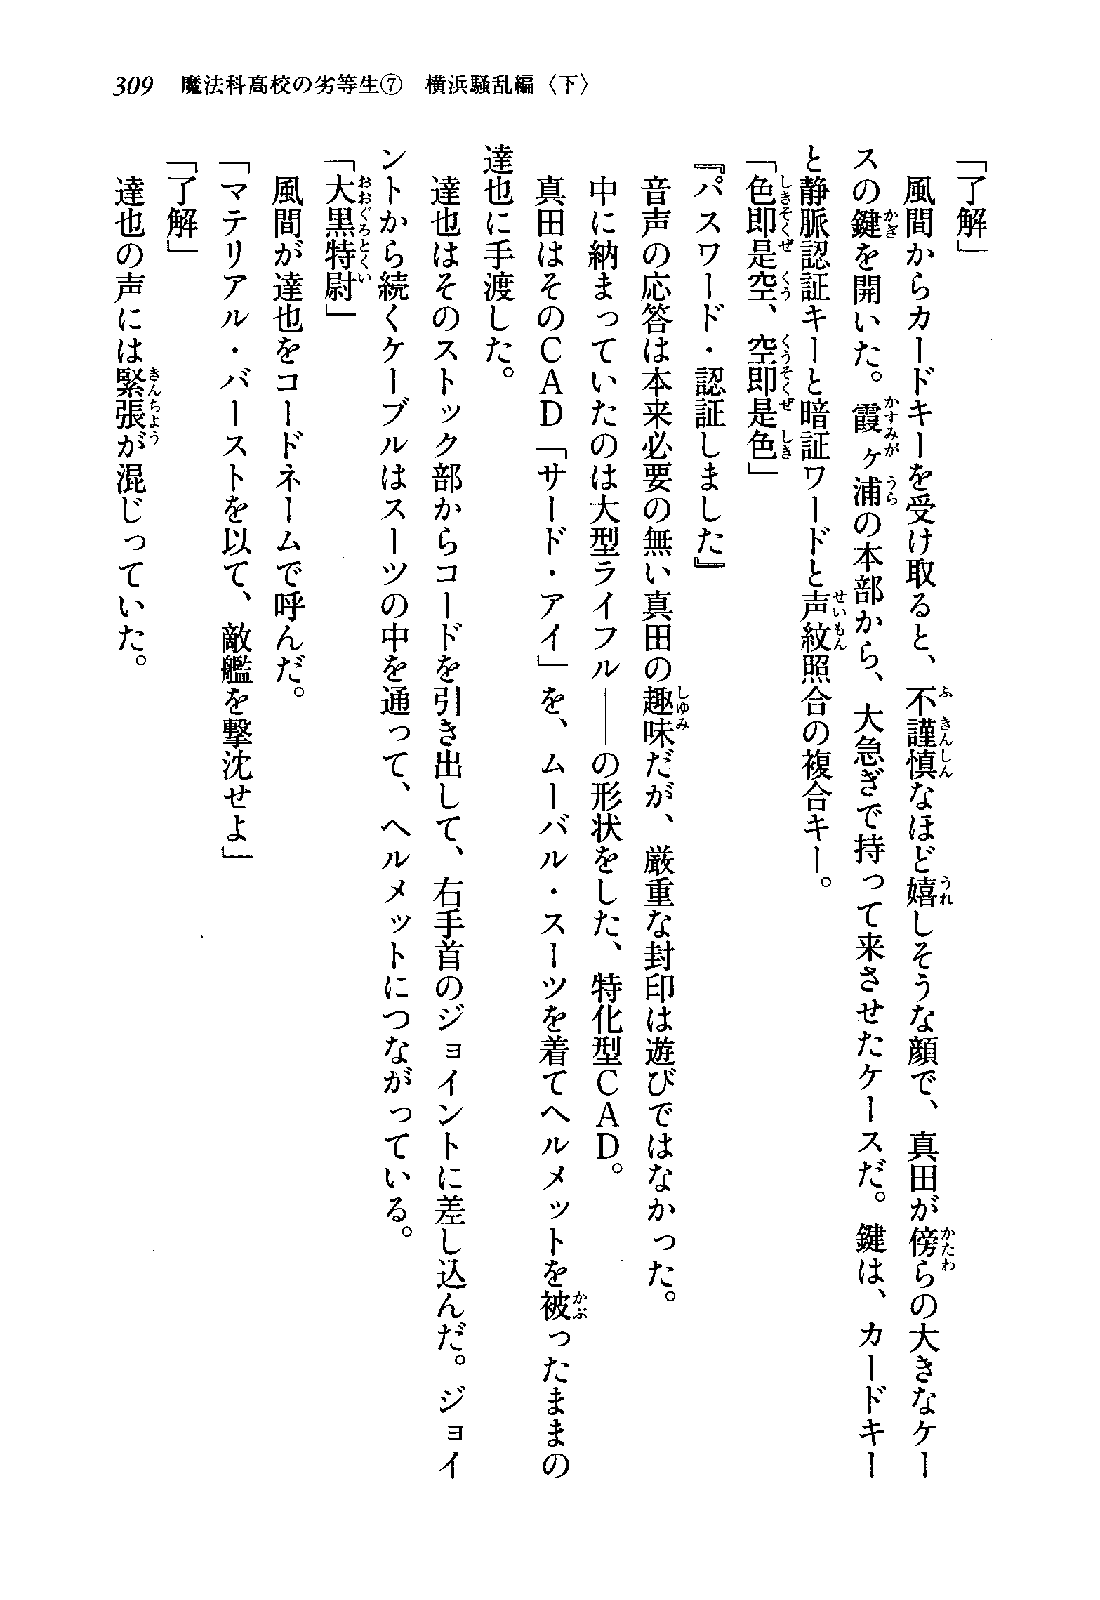 309 魔法科高校の劣等生⑦ 横浜騒乱編〈下〉
「了解」
風間からカードキーを受け取ると、不謹慎なほど嬉しそうな顔で、真田が傍らの大きなケー
スの鍵を開いた。霞ヶ浦の本部から、大急ぎで持って来させたケースだ。鍵は、カードキー
と静脈認証キーと暗証ワードと声紋照合の複合キー。
「色即是空、空即是色」
『パスワード・認証しました』
音声の応答は本来必要の無い真田の趣味だが、厳重な封印は遊びではなかった。
中に納まっていたのは大型ライフル――の形状をした、特化型CAD。
真田はそのCAD「サード・アイ」を、ムーバル・スーツを着てヘルメットを被ったままの
達也に手渡した。
達也はそのストック部からコードを引き出して、右手首のジョイントに差し込んだ。ジョイ
ントから続くケーブルはスーツの中を通って、ヘルメットにつながっている。
「大黒特尉」
風間が達也をコードネームで呼んだ。
「マテリアル・バーストを以て、敵艦を撃沈せよ」
「了解」
達也の声には緊張が混じっていた。